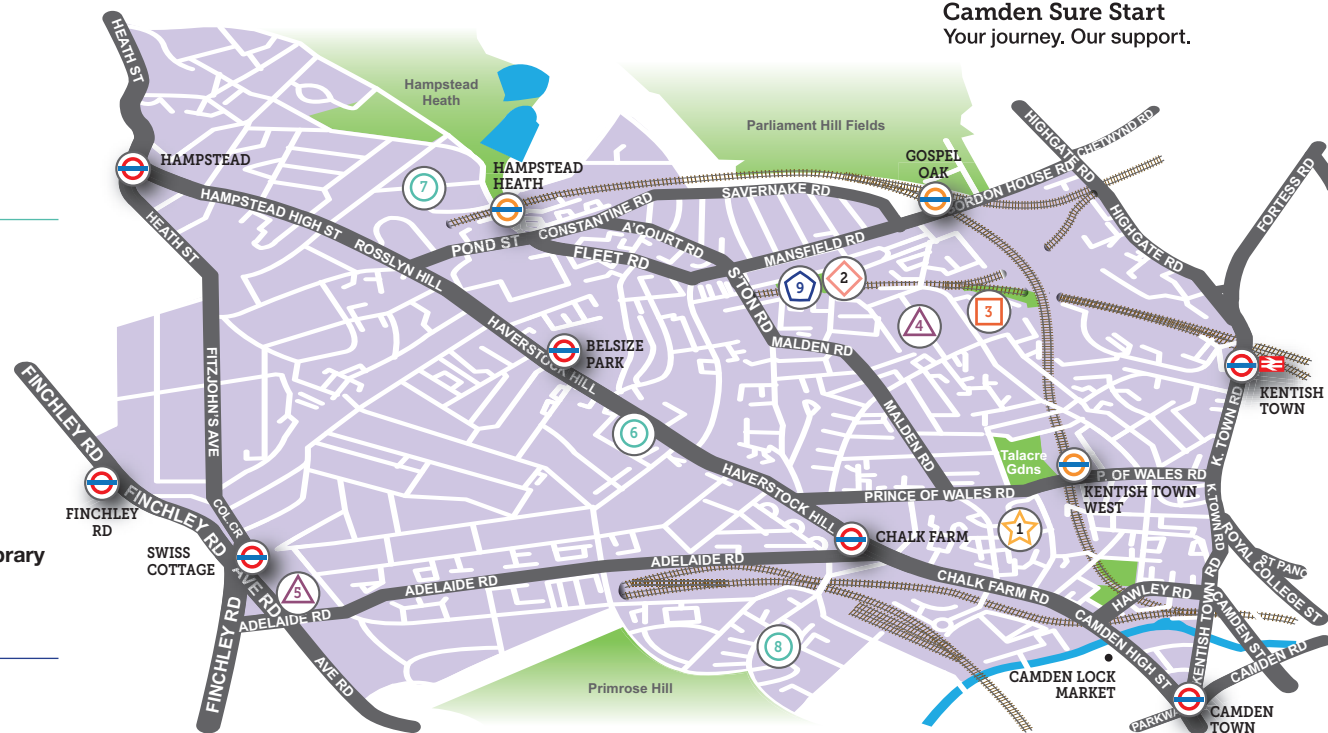 Camden Sure Start
Your journey. Our support.
HEATH ST
Hampstead
Heath
Parliament Hill Fields
HIGHGATE RD
CHETWYND RD
GOSPEL
OAK
HAMPSTEAD
HAMPSTEAD
HEATH
7
ORDON HOUSE RD
FORTESS RD
SAVERNAKE RD
HAMPSTEAD HIGH ST
CONSTANTINE RD
HIGHGATE RD
HEATH ST
ROSSLYN HILL
POND ST
A'COURT RD
FLEET RD
MANSFIELD RD
STON RD
9
2
3
4
HAVERSTOCK HILL
BELSIZE
PARK
MALDEN RD
FITZJOHN'S AVE
FINCHLEY RD
KENTISH
TOWN
K. TOWN RD
6
MALDEN RD
Talacre
Gdns
HAVERSTOCK HILL
PRINCE OF WALES RD
P. OF WALES RD
KENTISH TOWN
WEST
FINCHLEY
RD
FINCHLEY RD
COL.CR
K.TOWN RD
1
CHALK FARM
brary
SWISS
COTTAGE
ADELAIDE RD
ADELAIDE RD
ROYAL COLLEGE ST
ST PANC
AVE RD
5
ADELAIDE RD
CHALK FARM RD
HAWLEY RD
FINCHLEY RD
AVE RD
8
CAMDEN HIGH ST
KENTISH TOWN RD
CAMDEN ST
CAMDEN RD
Primrose Hill
CAMDEN LOCK
MARKET
PARKWA
CAMDEN
TOWN